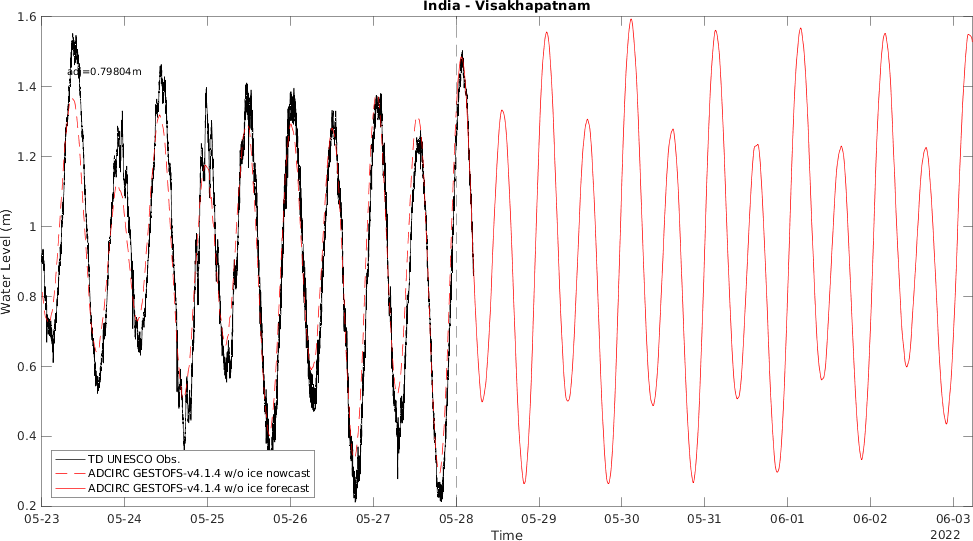 India - Visakhapatnam
1.6
1.4
1.2
1
0.8
0.6
0.4
0.2
Water Level (m)
adj=0.79804m
TD UNESCO Obs.
ADCIRC GESTOFS-v4.1.4 w/o ice nowcast
ADCIRC GESTOFS-v4.1.4 w/o ice forecast
05-23 05-24 05-25 05-26 05-27 05-28 05-29 05-30 05-31 06-01 06-02 06-03
Time
2022